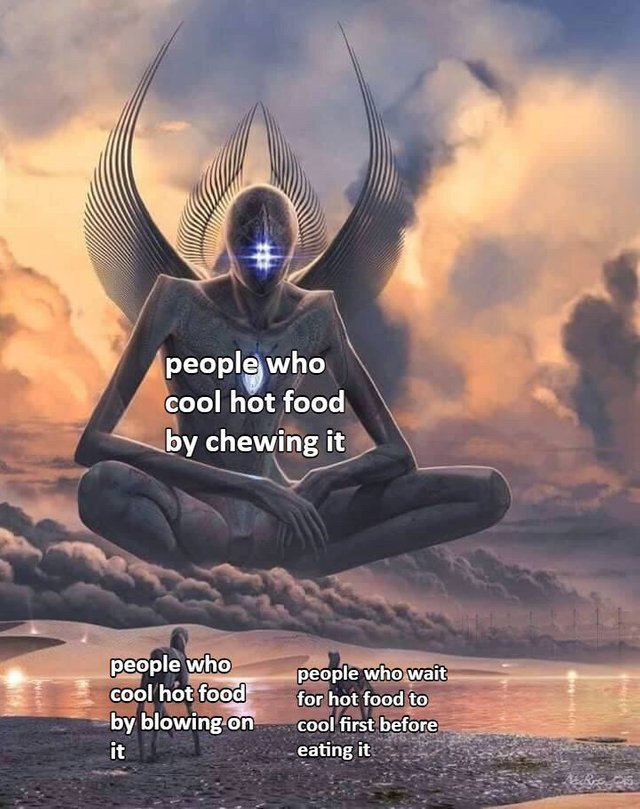 people who
cool hot food
by chewing it
people who
cool hot food
by blowing on
it
people who wait
for hot food to
cool first before
eating it